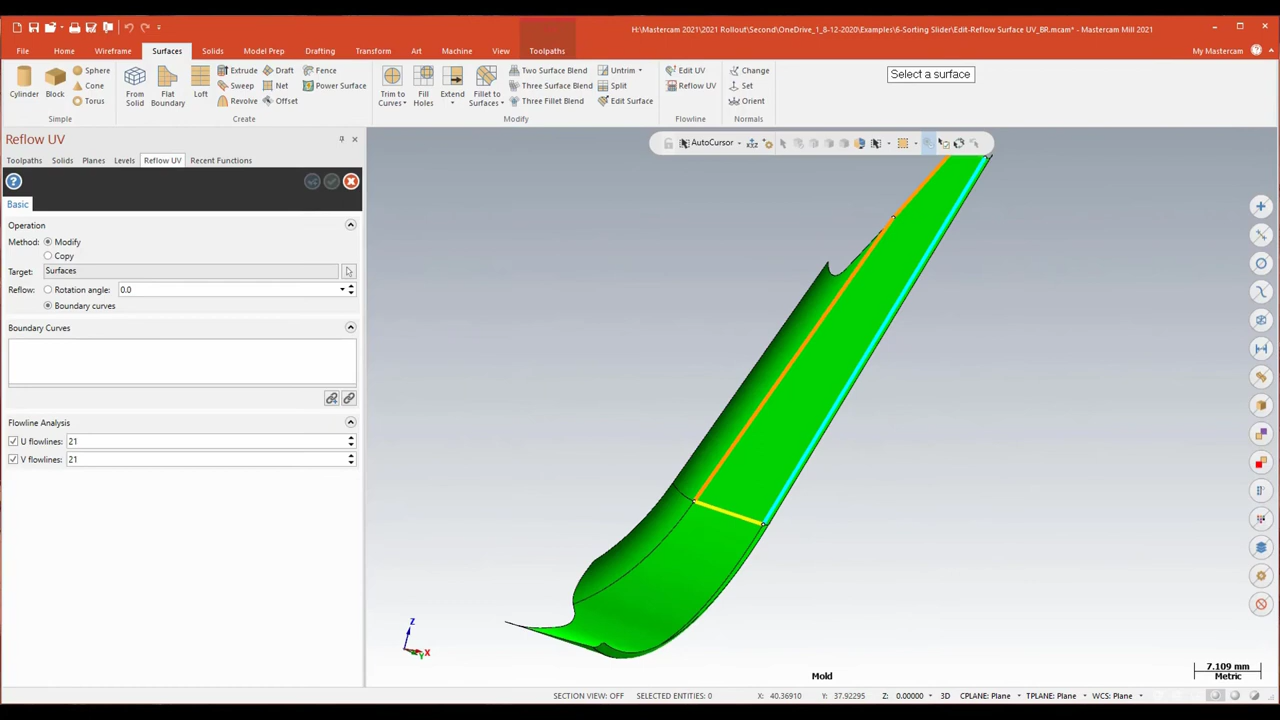 H:\Mastercam 2021\2021 Rollout\Second\OneDrive_1_8-12-2020\Examples\6-Sorting Slider\Edit-Reflow Surface UV_BR.mcam* - Mastercam Mill 2021
File Home Wireframe Surfaces Solids Model Prep Drafting Transform Art Machine View Toolpaths My Mastercam
Sphere Extrude Draft Fence Two Surface Blend Untrim Edit UV Change
Cone Sweep Net Power Surface Three Surface Blend Split Reflow UV Set
Cylinder Block Torus From Solid Flat Boundary Loft Revolve Offset Trim to Curves Fill Holes Extend Fillet to Surfaces Three Fillet Blend Edit Surface Orient
Simple Create Modify Flowline Normals
Select a surface
Reflow UV
AutoCursor
Toolpaths Solids Planes Levels Reflow UV Recent Functions
Basic
Operation
Method: Modify
Copy
Target: Surfaces
Reflow: Rotation angle: 0.0
Boundary curves
Boundary Curves
Flowline Analysis
U flowlines: 21
V flowlines: 21
Z
X
Y
7.109 mm
Metric
Mold
SECTION VIEW: OFF SELECTED ENTITIES: 0 X: 40.36910 Y: 37.92295 Z: 0.00000 3D CPLANE: Plane TPLANE: Plane WCS: Plane